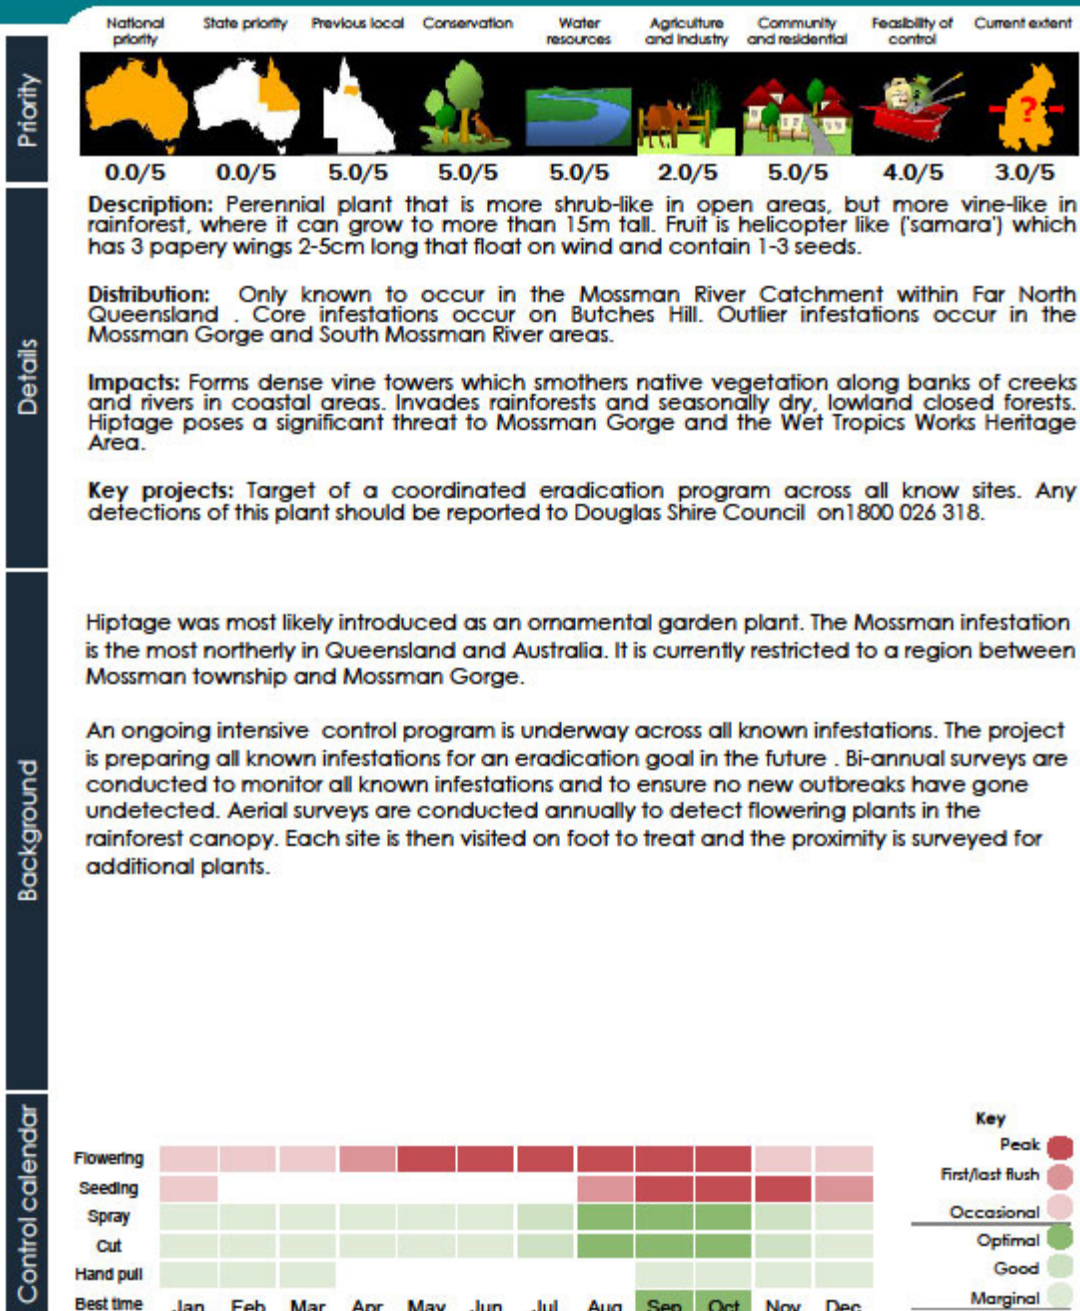 National priority
State priority
Previous local
Conservation
Water resources
Agriculture and industry
Community and residential
Feasibility of control
Current extent
Priority
?
0.0/5 0.0/5 5.0/5 5.0/5 5.0/5 2.0/5 5.0/5 4.0/5 3.0/5
Details
Description: Perennial plant that is more shrub-like in open areas, but more vine-like in
rainforest, where it can grow to more than 15m tall. Fruit is helicopter like ('samara') which
has 3 papery wings 2-5cm long that float on wind and contain 1-3 seeds.
Distribution: Only known to occur in the Mossman River Catchment within Far North
Queensland . Core infestations occur on Butches Hill. Outlier infestations occur in the
Mossman Gorge and South Mossman River areas.
Impacts: Forms dense vine towers which smothers native vegetation along banks of creeks
and rivers in coastal areas. Invades rainforests and seasonally dry, lowland closed forests.
Hiptage poses a significant threat to Mossman Gorge and the Wet Tropics Works Heritage
Area.
Key projects: Target of a coordinated eradication program across all know sites. Any
detections of this plant should be reported to Douglas Shire Council on1800 026 318.
Background
Hiptage was most likely introduced as an ornamental garden plant. The Mossman infestation
is the most northerly in Queensland and Australia. It is currently restricted to a region between
Mossman township and Mossman Gorge.
An ongoing intensive control program is underway across all known infestations. The project
is preparing all known infestations for an eradication goal in the future . Bi-annual surveys are
conducted to monitor all known infestations and to ensure no new outbreaks have gone
undetected. Aerial surveys are conducted annually to detect flowering plants in the
rainforest canopy. Each site is then visited on foot to treat and the proximity is surveyed for
additional plants.
Control calendar
Flowering
Seeding
Spray
Cut
Hand pull
Best time Jan Feb Mar Apr May Jun Jul Aug Sep Oct Nov Dec
Key
Peak
First/last flush
Occasional
Optimal
Good
Marginal